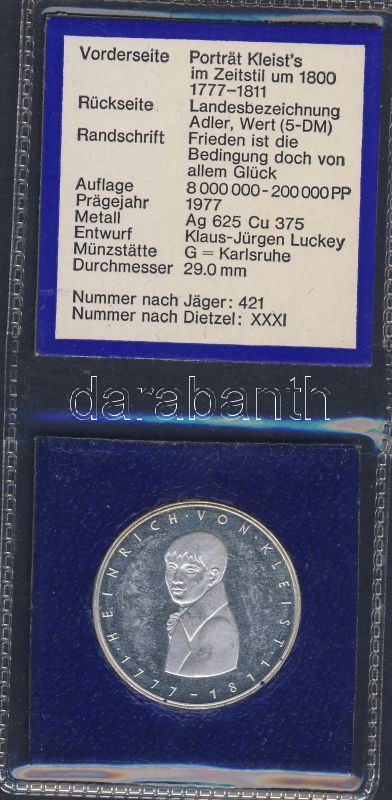 Vorderseite Porträt Kleist's
im Zeitstil um 1800
1777–1811
Rückseite Landesbezeichnung
Adler, Wert (5-DM)
Randschrift Frieden ist die
Bedingung doch von
allem Glück
Auflage 8 000 000 - 200 000 PP
Prägejahr 1977
Metall Ag 625 Cu 375
Entwurf Klaus-Jürgen Luckey
Münzstätte G = Karlsruhe
Durchmesser 29.0 mm
Nummer nach Jäger: 421
Nummer nach Dietzel: XXXI
darabanth
HEINRICH·VON·KLEIST·
1777–1811·